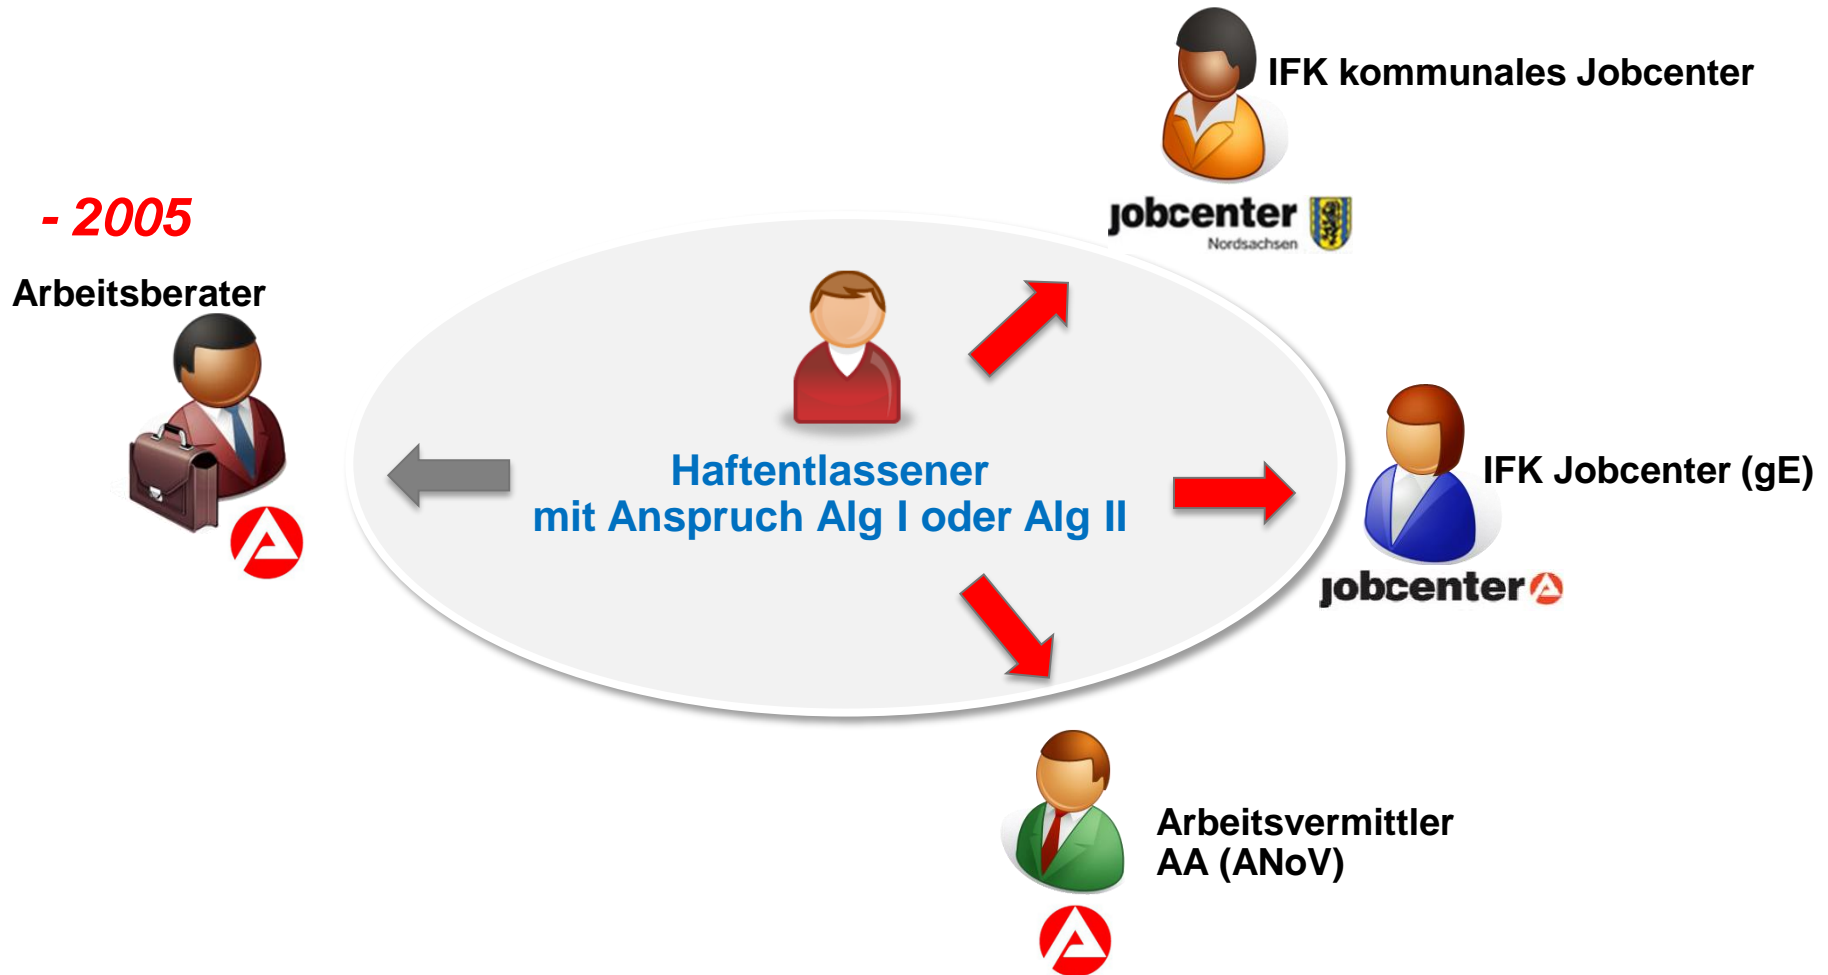 IFK kommunales Jobcenter
jobcenter
Nordsachsen
- 2005
Arbeitsberater
Haftentlassener
mit Anspruch Alg I oder Alg II
IFK Jobcenter (gE)
jobcenter
Arbeitsvermittler
AA (ANoV)